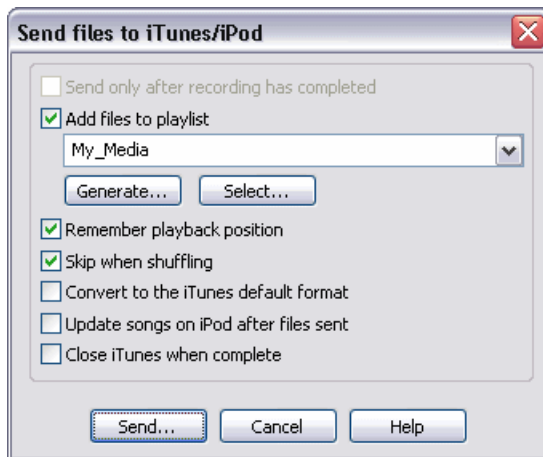 Send files to iTunes/iPod
Send only after recording has completed
Add files to playlist
My_Media
Generate... Select...
Remember playback position
Skip when shuffling
Convert to the iTunes default format
Update songs on iPod after files sent
Close iTunes when complete
Send... Cancel Help